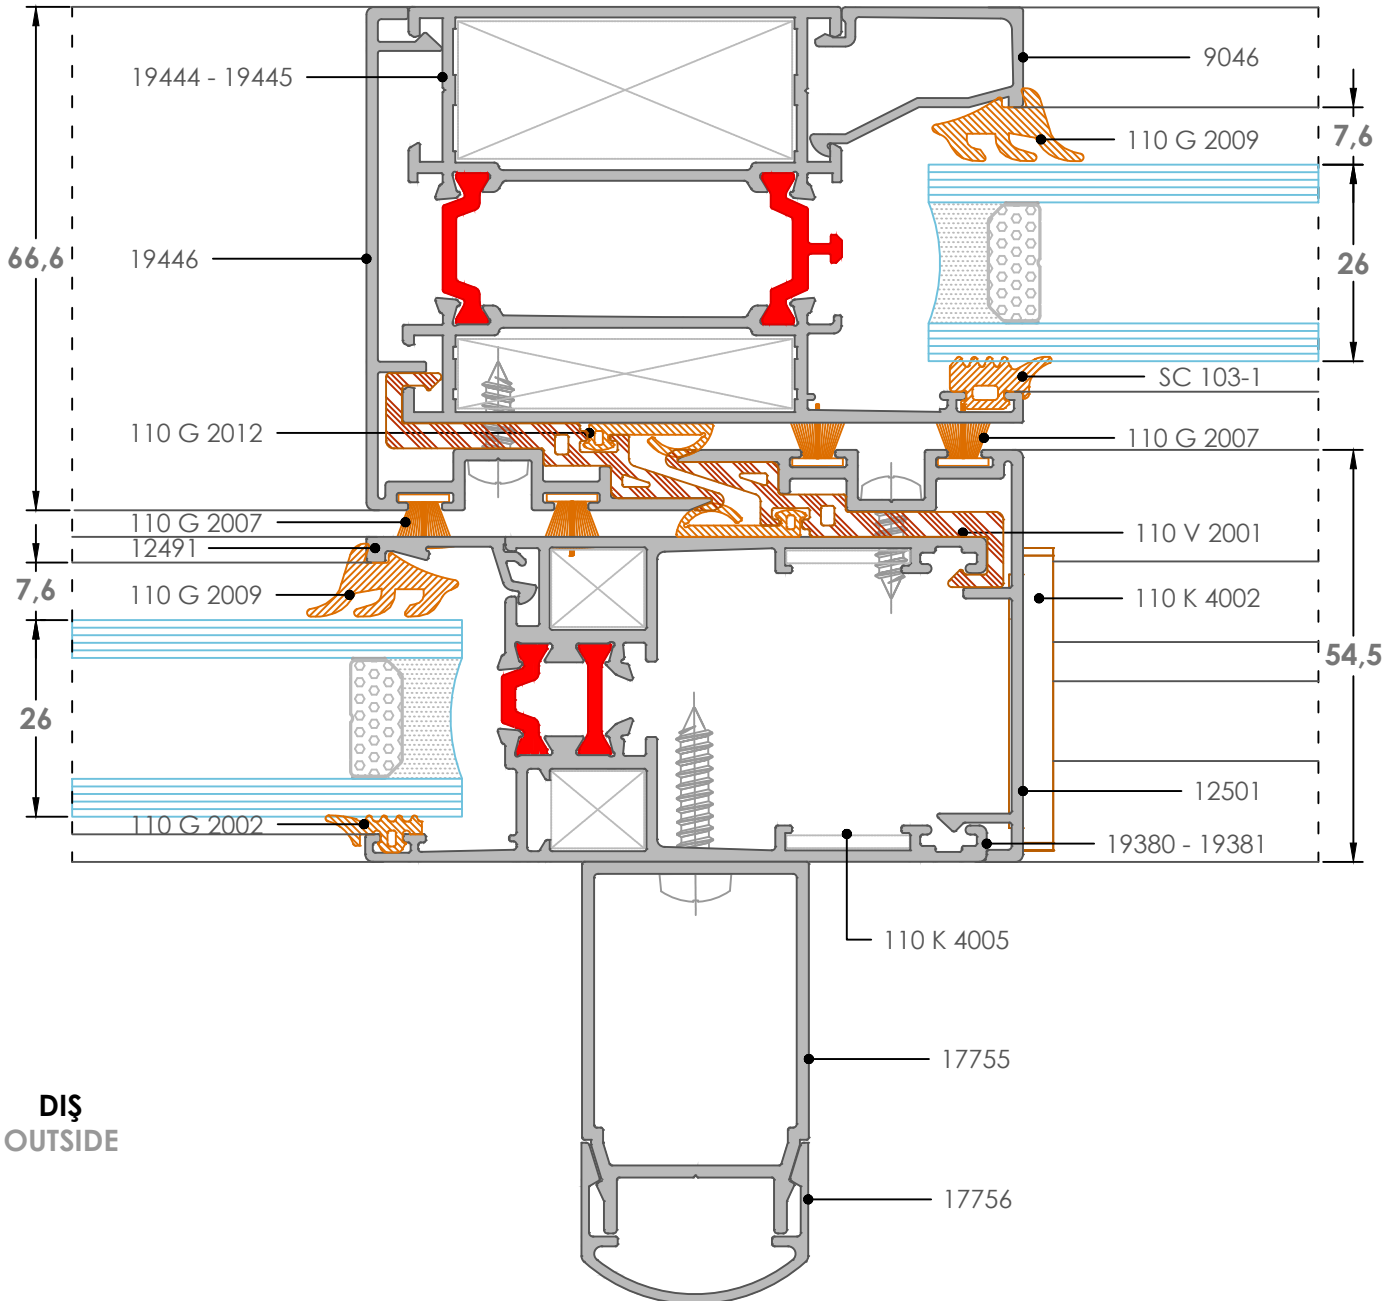 19444 - 19445
9046
110 G 2009
7,6
66,6
19446
26
SC 103-1
110 G 2012
110 G 2007
110 G 2007
110 V 2001
12491
7,6
110 G 2009
110 K 4002
54,5
26
12501
110 G 2002
19380 - 19381
110 K 4005
17755
DIŞ
OUTSIDE
17756